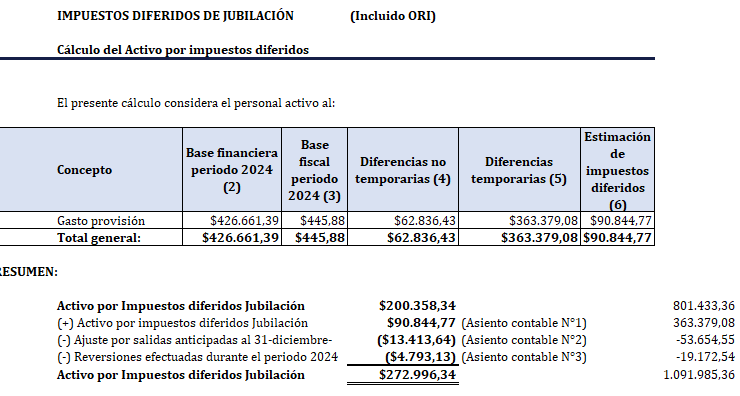 IMPUESTOS DIFERIDOS DE JUBILACIÓN (Incluido ORI)
Cálculo del Activo por impuestos diferidos
El presente cálculo considera el personal activo al:
Concepto Base financiera periodo 2024 (2) Base fiscal periodo 2024 (3) Diferencias no temporarias (4) Diferencias temporarias (5) Estimación de impuestos diferidos (6)
Gasto provisión $426.661,39 $445,88 $62.836,43 $363.379,08 $90.844,77
Total general: $426.661,39 $445,88 $62.836,43 $363.379,08 $90.844,77
RESUMEN:
Activo por Impuestos diferidos Jubilación $200.358,34 801.433,36
(+) Activo por impuestos diferidos Jubilación $90.844,77 (Asiento contable N°1) 363.379,08
(-) Ajuste por salidas anticipadas al 31-diciembre- ($13.413,64) (Asiento contable N°2) -53.654,55
(-) Reversiones efectuadas durante el periodo 2024 ($4.793,13) (Asiento contable N°3) -19.172,54
Activo por Impuestos diferidos Jubilación $272.996,34 1.091.985,36